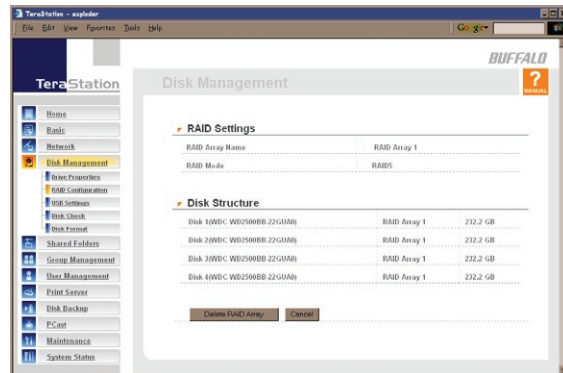 TeraStation - exploder
File Edit View Favorites Tools Help
Google
BUFFALO
TeraStation
Disk Management
?
MANUAL
Home
Basic
Network
Disk Management
Drive Properties
RAID Configuration
USB Settings
Disk Check
Disk Format
Shared Folders
Group Management
User Management
Print Server
Disk Backup
PCast
Maintenance
System Status
RAID Settings
RAID Array Name RAID Array 1
RAID Mode RAID5
Disk Structure
Disk 1(WDC WD2500BB-22GUA0) RAID Array 1 232.2 GB
Disk 2(WDC WD2500BB-22GUA0) RAID Array 1 232.2 GB
Disk 3(WDC WD2500BB-22GUA0) RAID Array 1 232.2 GB
Disk 4(WDC WD2500BB-22GUA0) RAID Array 1 232.2 GB
Delete RAID Array Cancel